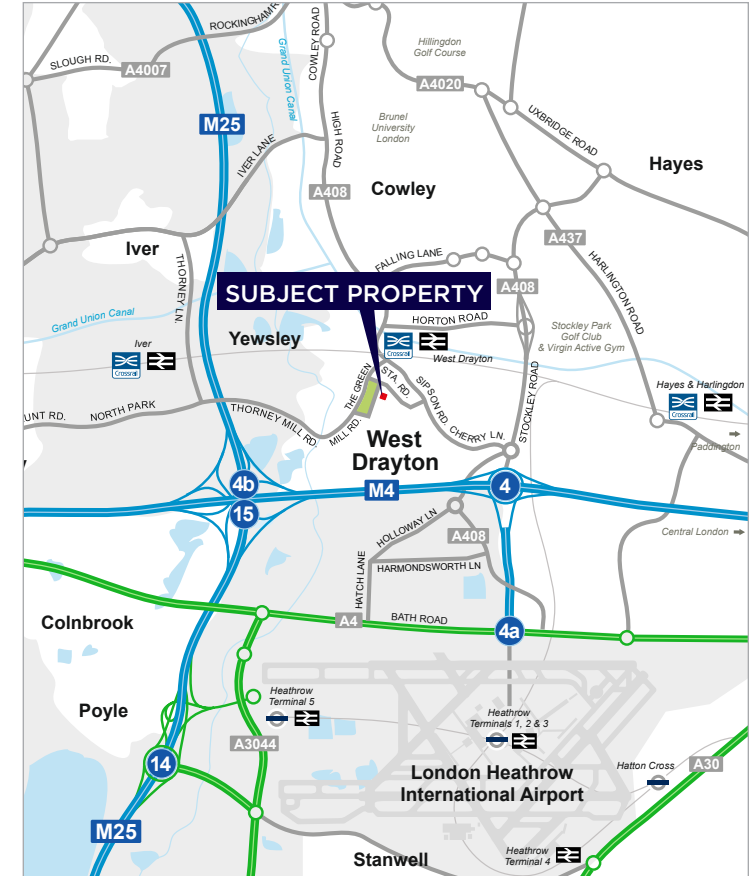 ROCKINGHAM R
COWLEY ROAD
Grand Union Canal
Hillingdon
Golf Course
SLOUGH RD.
A4007
A4020
M25
HIGH ROAD
Brunel
University
London
UXBRIDGE ROAD
IVER LANE
Hayes
A408
Cowley
A437
Iver
THORNEY LN.
FALLING LANE
HARLINGTON ROAD
A408
SUBJECT PROPERTY
Grand Union Canal
HORTON ROAD
Yewsley
Stockley Park
Golf Club
& Virgin Active Gym
Iver
Crossrail
Crossrail
West Drayton
STOCKLEY ROAD
THE GREEN
STA. RD.
SIPSON RD.
Hayes & Harlingdon
Crossrail
UNT RD.
NORTH PARK
THORNEY MILL RD.
MILL RD.
CHERRY LN.
West
Drayton
Paddington
4b
M4
4
15
HOLLOWAY LN
A408
Central London
HATCH LANE
HARMONDSWORTH LN
Colnbrook
A4
BATH ROAD
4a
Poyle
Heathrow
Terminal 5
Heathrow
Terminals 1, 2 & 3
A3044
14
London Heathrow
International Airport
Hatton Cross
A30
M25
Stanwell
Heathrow
Terminal 4